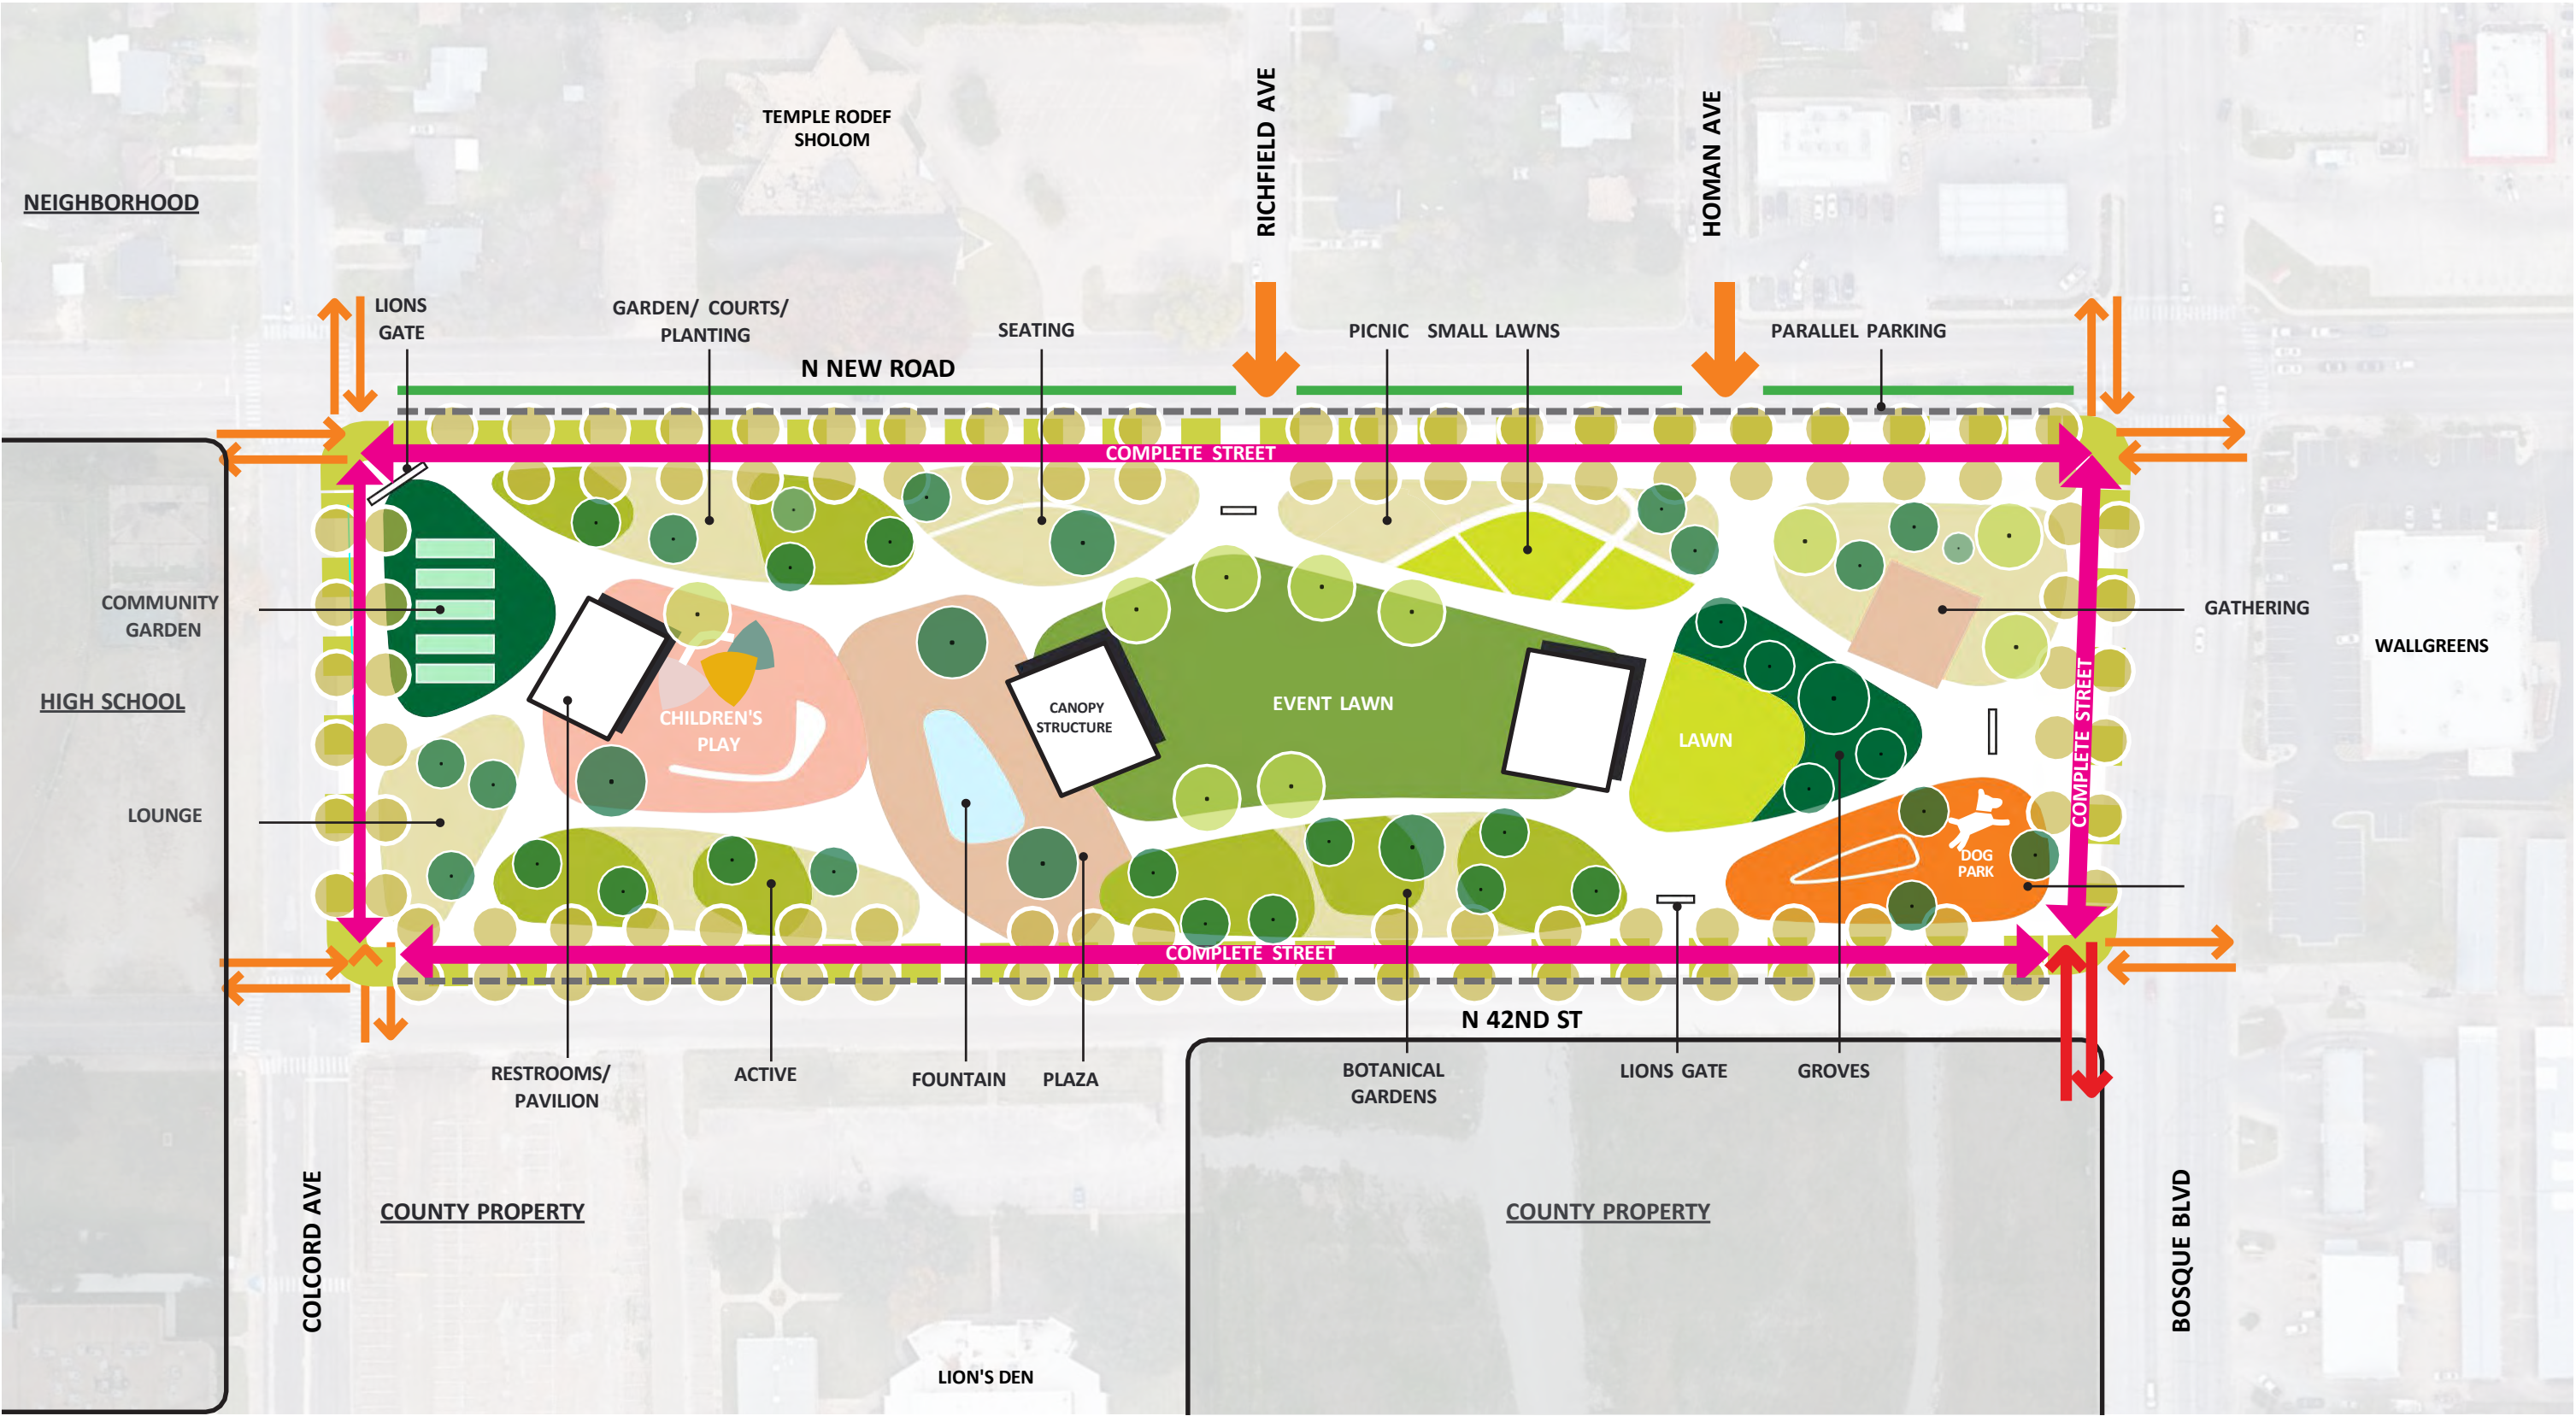 RICHFIELD AVE
HOMAN AVE
TEMPLE RODEF
SHOLOM
NEIGHBORHOOD
LIONS
GATE
GARDEN/ COURTS/
PLANTING
SEATING
PICNIC
SMALL LAWNS
PARALLEL PARKING
N NEW ROAD
COMPLETE STREET
COMMUNITY
GARDEN
GATHERING
WALLGREENS
HIGH SCHOOL
CHILDREN'S
PLAY
CANOPY
STRUCTURE
EVENT LAWN
LAWN
COMPLETE STREET
LOUNGE
DOG
PARK
COMPLETE STREET
N 42ND ST
RESTROOMS/
PAVILION
ACTIVE
FOUNTAIN
PLAZA
BOTANICAL
GARDENS
LIONS GATE
GROVES
COLCORD AVE
COUNTY PROPERTY
COUNTY PROPERTY
BOSQUE BLVD
LION'S DEN